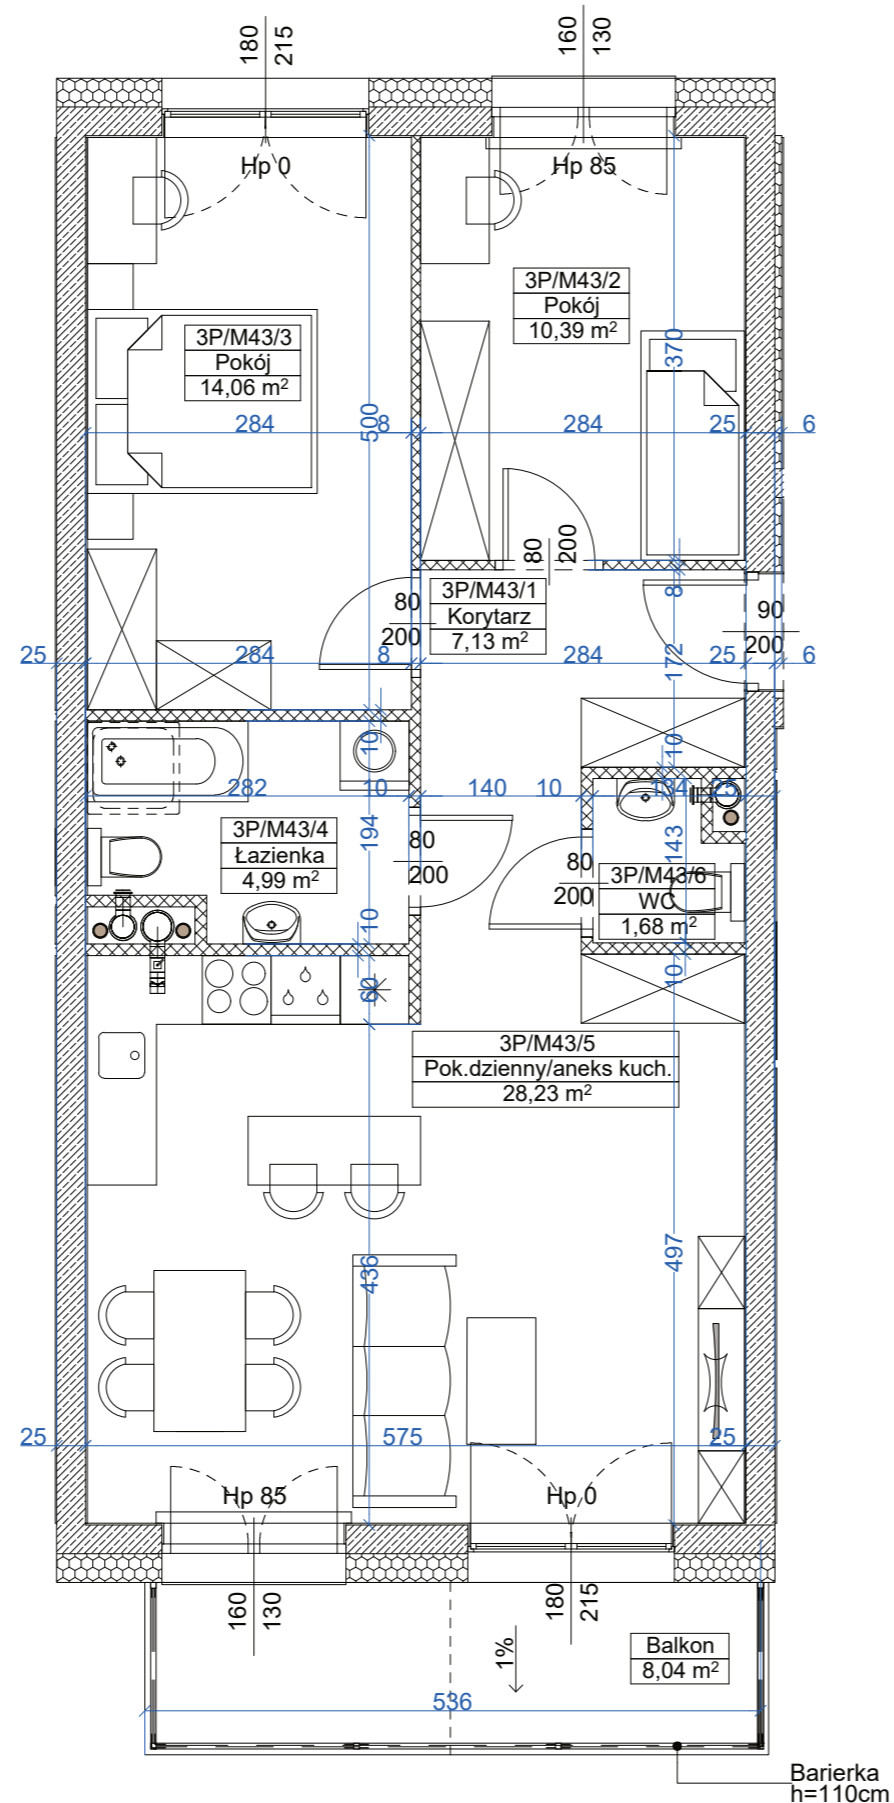 180
215
160
130
Hp 0
Hp 85
3P/M43/2
Pokój
10,39 m²
3P/M43/3
Pokój
14,06 m²
370
284
500
8
284
25
6
80
200
3P/M43/1
Korytarz
7,13 m²
80
200
8
90
200
25
284
8
284
172
25
6
10
10
282
10
140
10
134
25
3P/M43/4
Łazienka
4,99 m²
194
80
200
143
80
200
3P/M43/6
WC
1,68 m²
10
10
60
3P/M43/5
Pok.dzienny/aneks kuch.
28,23 m²
436
497
25
575
25
Hp 85
Hp 0
160
130
180
215
1%
Balkon
8,04 m²
536
Barierka
h=110cm